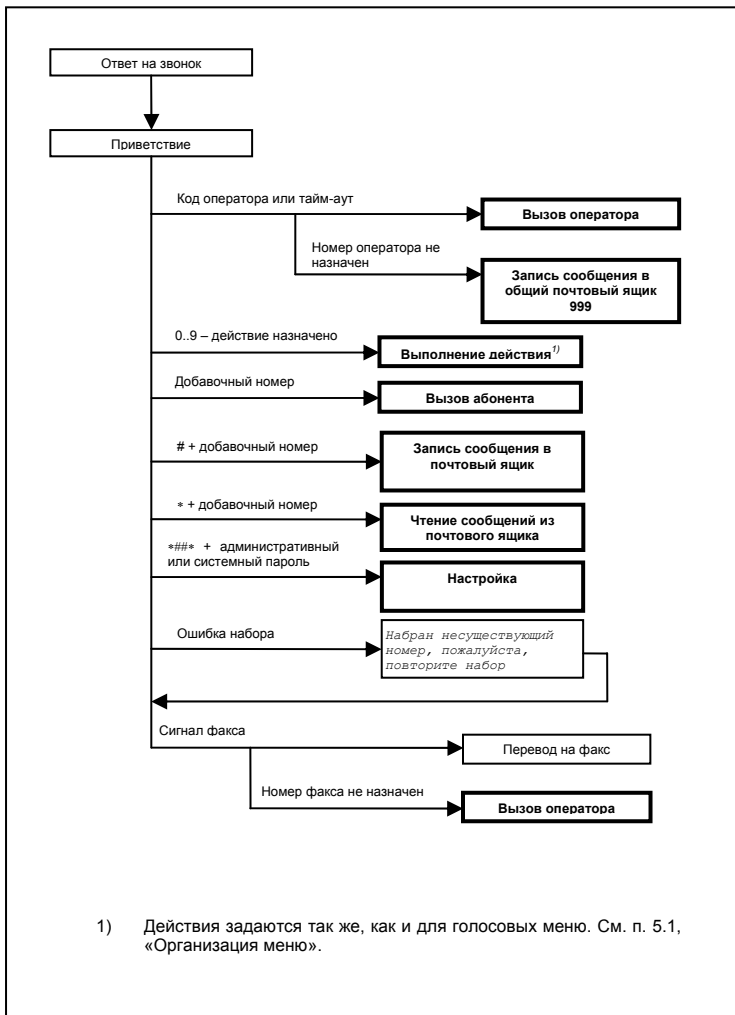 Ответ на звонок
Приветствие
Код оператора или тайм-аут
Вызов оператора
Номер оператора не
назначен
Запись сообщения в
общий почтовый ящик
999
0..9 – действие назначено
Выполнение действия1)
Добавочный номер
Вызов абонента
# + добавочный номер
Запись сообщения в
почтовый ящик
* + добавочный номер
Чтение сообщений из
почтового ящика
*##* + административный
или системный пароль
Настройка
Ошибка набора
Набран несуществующий
номер, пожалуйста,
повторите набор
Сигнал факса
Перевод на факс
Номер факса не назначен
Вызов оператора
1) Действия задаются так же, как и для голосовых меню. См. п. 5.1,
«Организация меню».